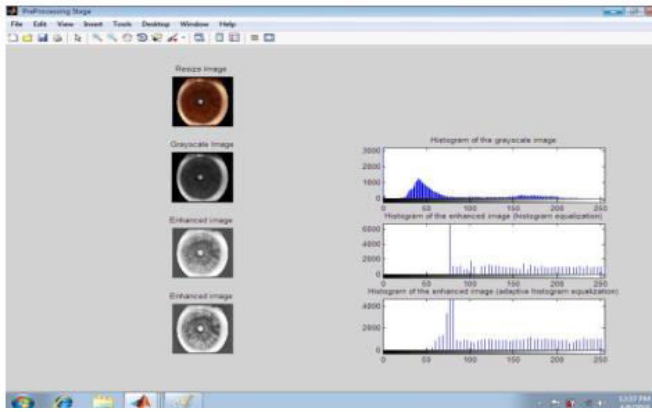 PreProcessing Stage
File Edit View Insert Tools Desktop Window Help
Resize Image
Grayscale Image
Enhanced image
Enhanced image
Histogram of the grayscale image
3000
2000
1000
0
0 50 100 150 200 250
Histogram of the enhanced image (histogram equalization)
6000
4000
2000
0
0 50 100 150 200 250
Histogram of the enhanced image (adaptive histogram equalization)
4000
2000
0
0 50 100 150 200 250
12:37 PM